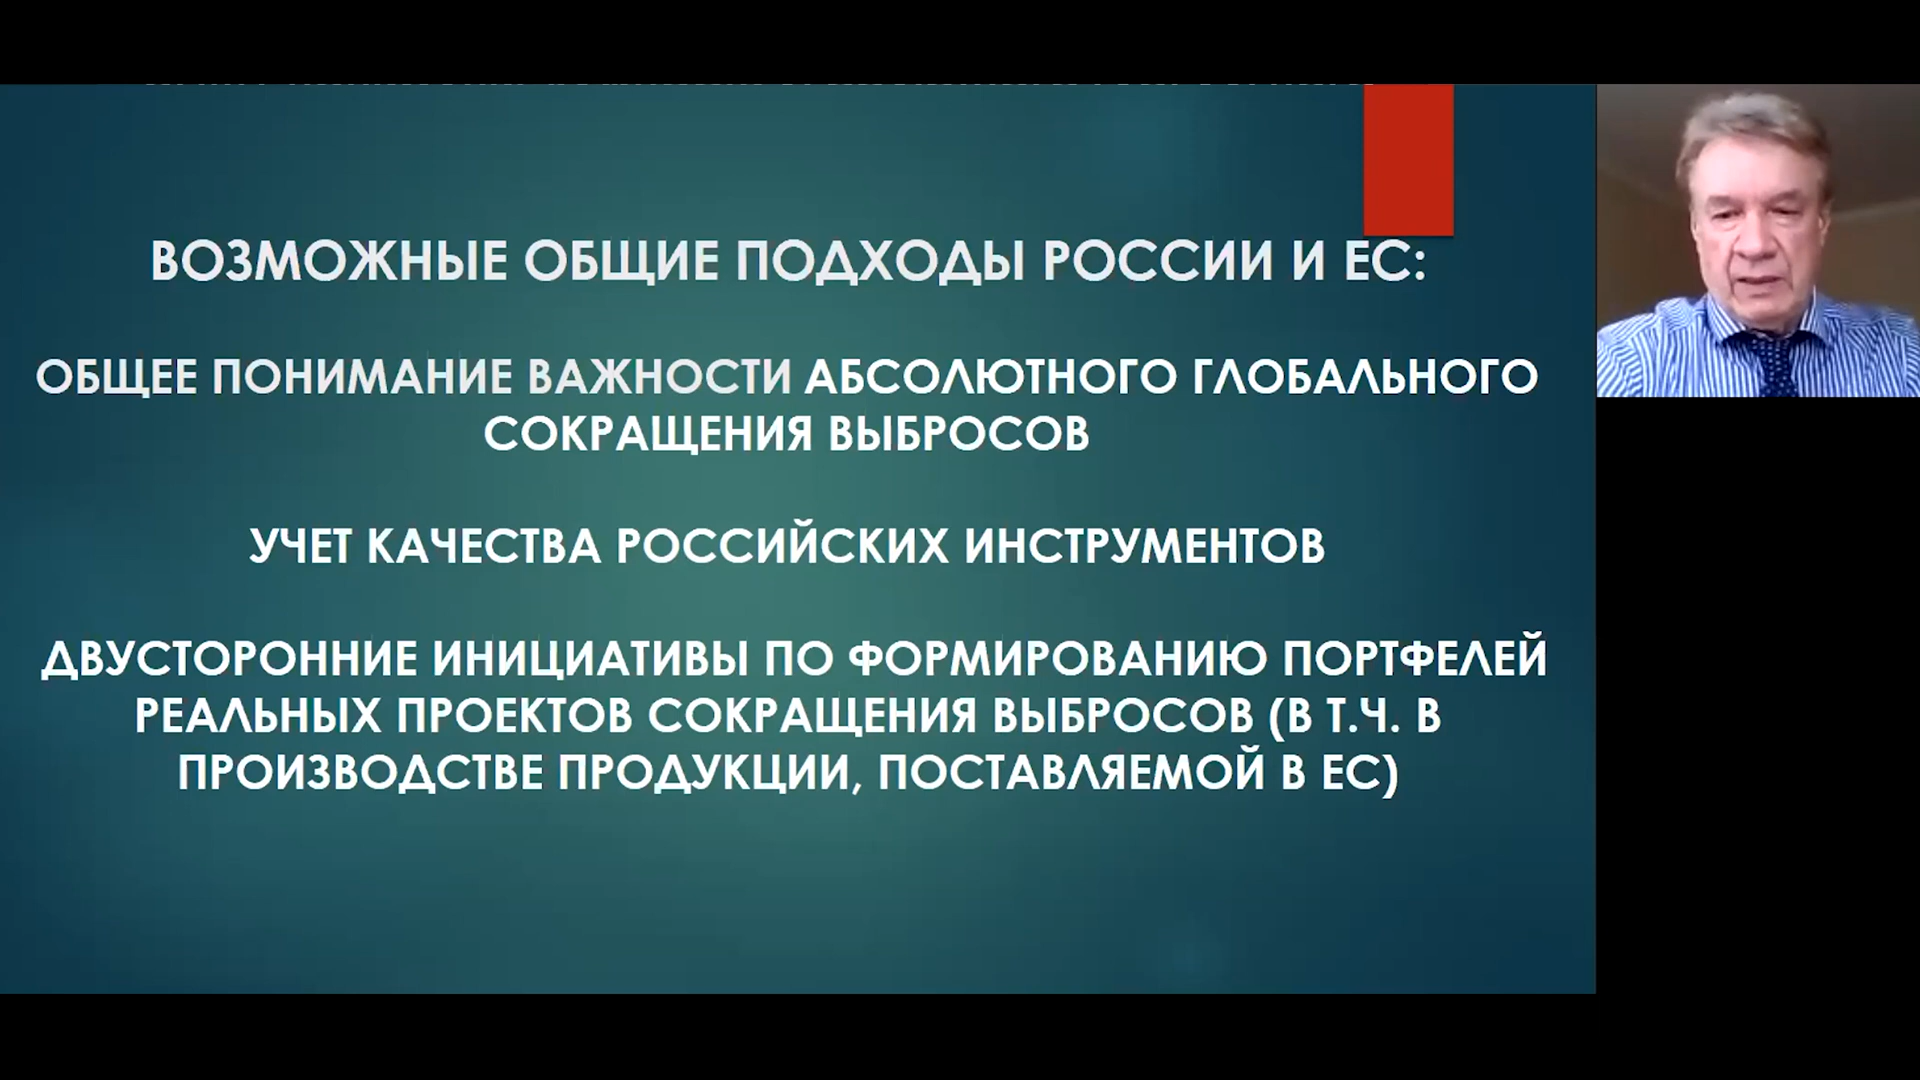 ВОЗМОЖНЫЕ ОБЩИЕ ПОДХОДЫ РОССИИ И ЕС:
ОБЩЕЕ ПОНИМАНИЕ ВАЖНОСТИ АБСОЛЮТНОГО ГЛОБАЛЬНОГО
СОКРАЩЕНИЯ ВЫБРОСОВ
УЧЕТ КАЧЕСТВА РОССИЙСКИХ ИНСТРУМЕНТОВ
ДВУСТОРОННИЕ ИНИЦИАТИВЫ ПО ФОРМИРОВАНИЮ ПОРТФЕЛЕЙ
РЕАЛЬНЫХ ПРОЕКТОВ СОКРАЩЕНИЯ ВЫБРОСОВ (В Т.Ч. В
ПРОИЗВОДСТВЕ ПРОДУКЦИИ, ПОСТАВЛЯЕМОЙ В ЕС)